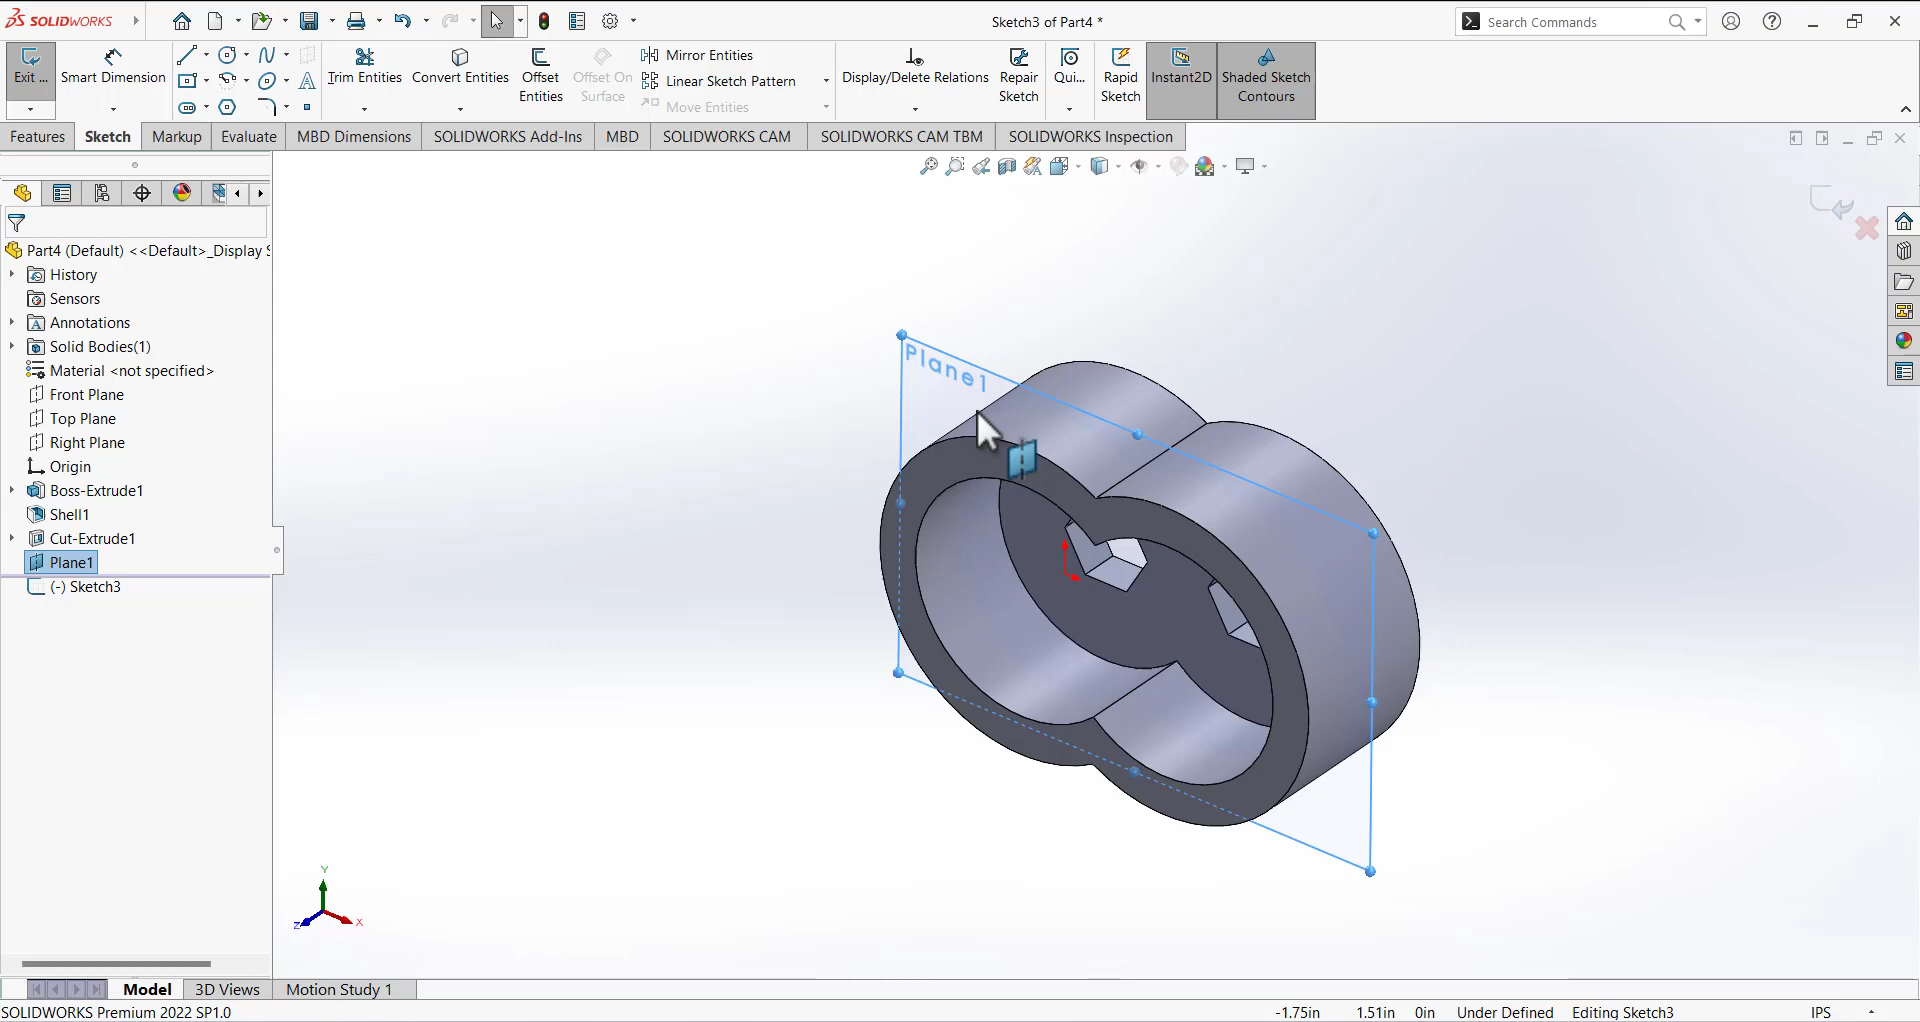 SOLIDWORKS
Sketch3 of Part4 *
Search Commands
Exit ...
Smart Dimension
Trim Entities
Convert Entities
Offset Entities
Offset On Surface
Mirror Entities
Linear Sketch Pattern
Move Entities
Display/Delete Relations
Repair Sketch
Qui...
Rapid Sketch
Instant2D
Shaded Sketch Contours
Features
Sketch
Markup
Evaluate
MBD Dimensions
SOLIDWORKS Add-Ins
MBD
SOLIDWORKS CAM
SOLIDWORKS CAM TBM
SOLIDWORKS Inspection
Part4 (Default) <<Default>_Display S
History
Sensors
Annotations
Solid Bodies(1)
Material <not specified>
Front Plane
Top Plane
Right Plane
Origin
Boss-Extrude1
Shell1
Cut-Extrude1
Plane1
(-) Sketch3
Plane1
Y
Z
X
Model
3D Views
Motion Study 1
SOLIDWORKS Premium 2022 SP1.0
-1.75in
1.51in
0in
Under Defined
Editing Sketch3
IPS